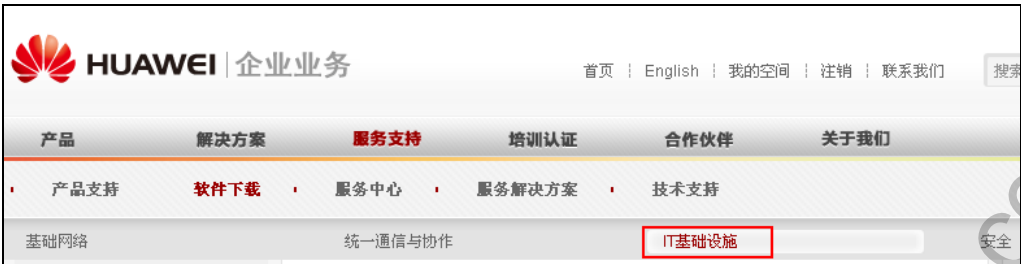 HUAWEI 企业业务
首页 | English | 我的空间 | 注销 | 联系我们 搜索
产品 解决方案 服务支持 培训认证 合作伙伴 关于我们
产品支持 软件下载 服务中心 服务解决方案 技术支持
基础网络 统一通信与协作 IT基础设施 安全